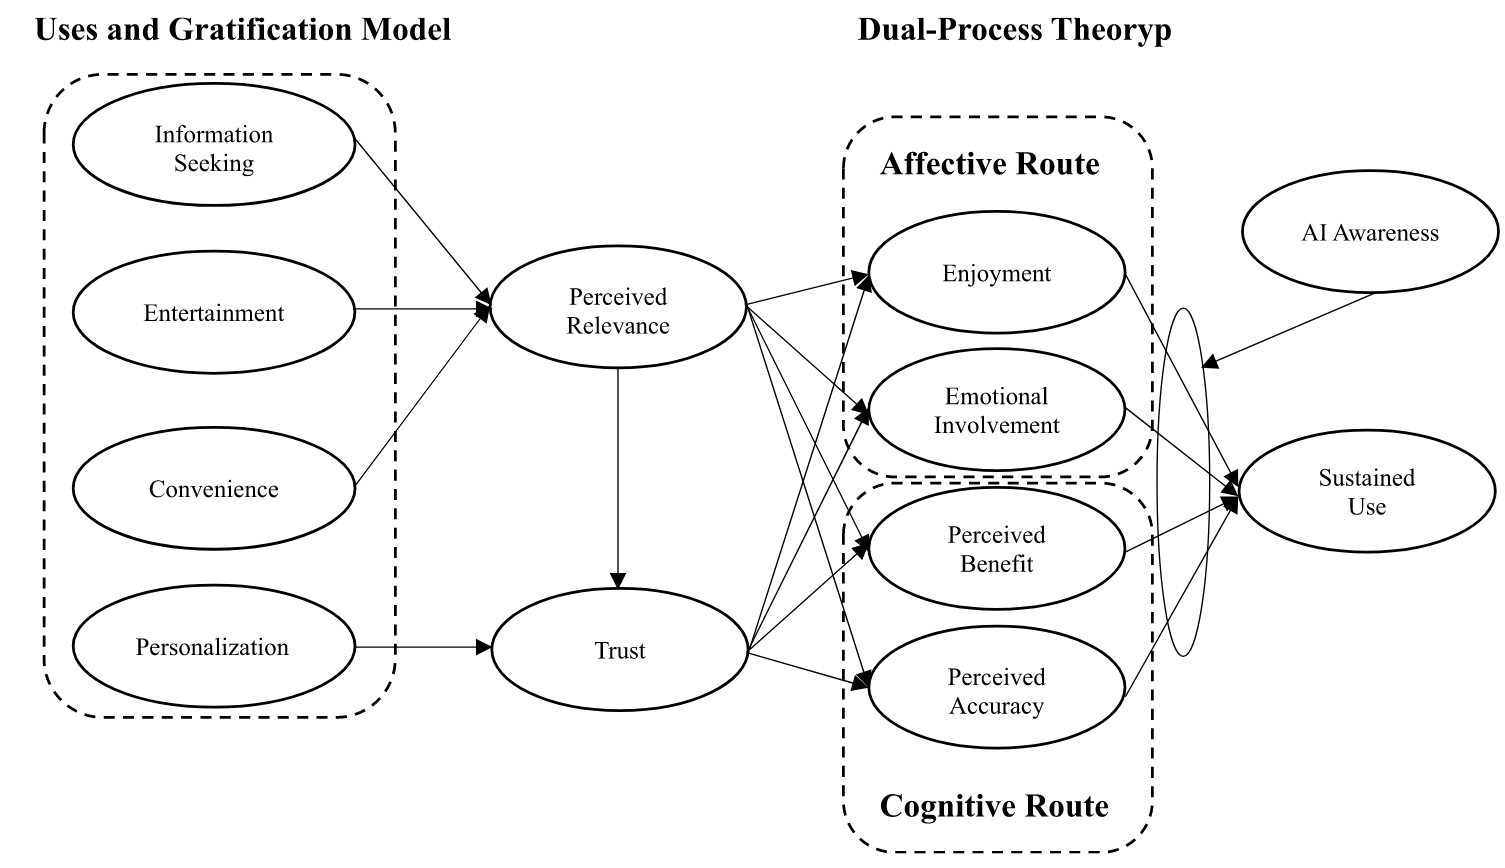 Uses and Gratification Model
Dual-Process Theoryp
Information
Seeking
Entertainment
Convenience
Personalization
Perceived
Relevance
Trust
Affective Route
Enjoyment
Emotional
Involvement
Perceived
Benefit
Perceived
Accuracy
Cognitive Route
AI Awareness
Sustained
Use